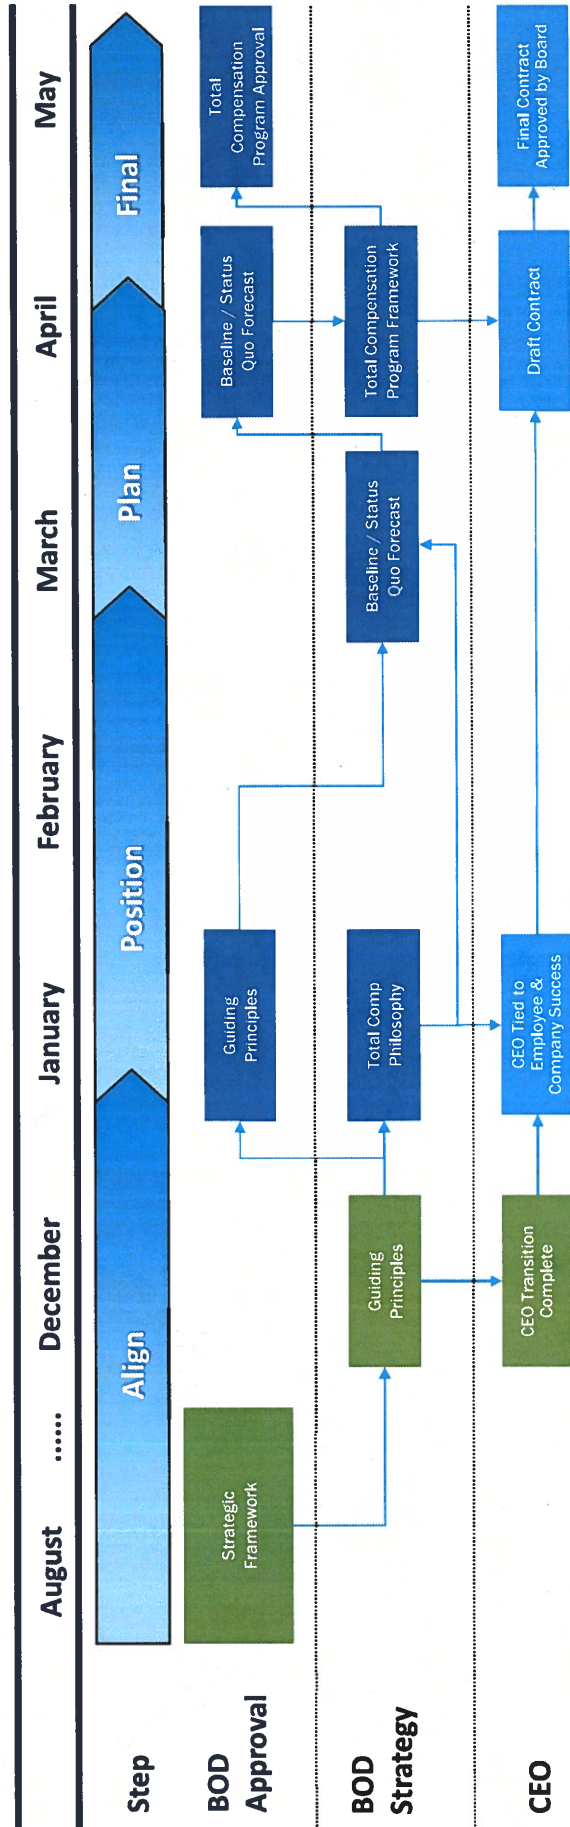 August
......
December
January
February
March
April
May
Step
Align
Position
Plan
Final
BOD
Approval
Strategic
Framework
Guiding
Principles
Baseline / Status
Quo Forecast
Total
Compensation
Program Approval
BOD
Strategy
Guiding
Principles
Total Comp
Philosophy
Baseline / Status
Quo Forecast
Total Compensation
Program Framework
CEO
CEO Transition
Complete
CEO Tied to
Employee &
Company Success
Draft Contract
Final Contract
Approved by Board